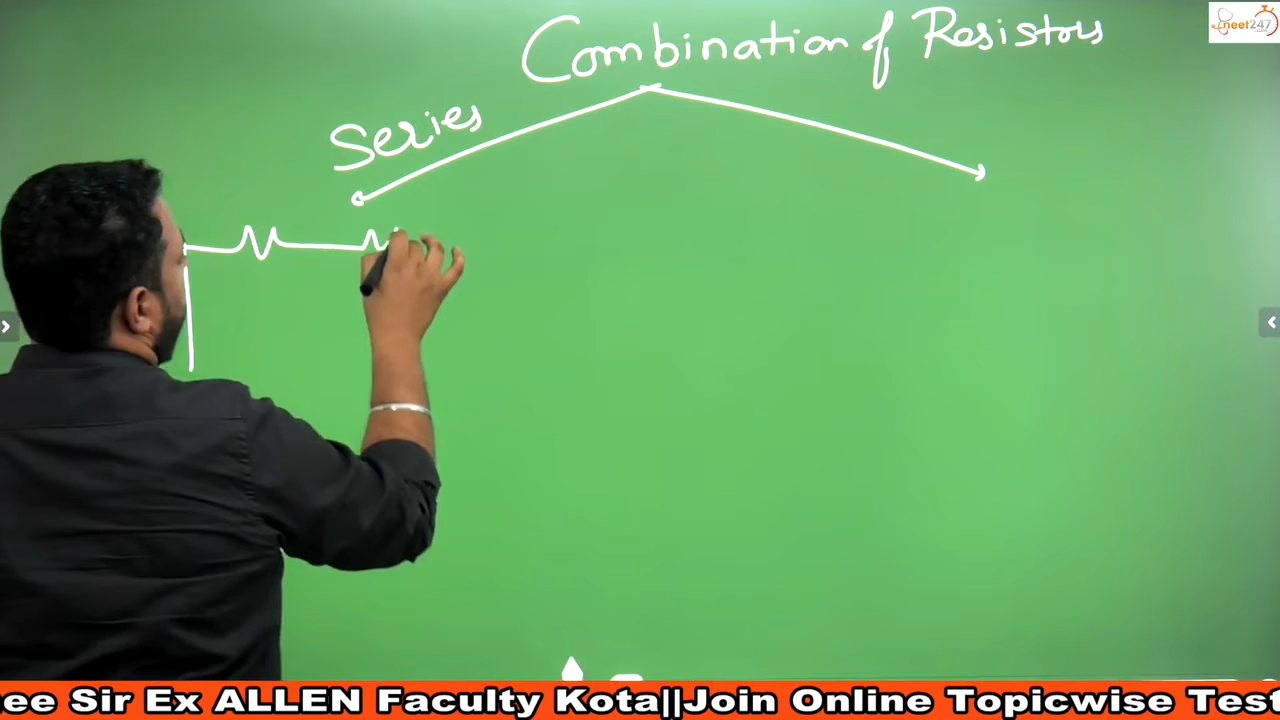 neet247
Combination of Resistors
Series
ee Sir Ex ALLEN Faculty Kota||Join Online Topicwise Test